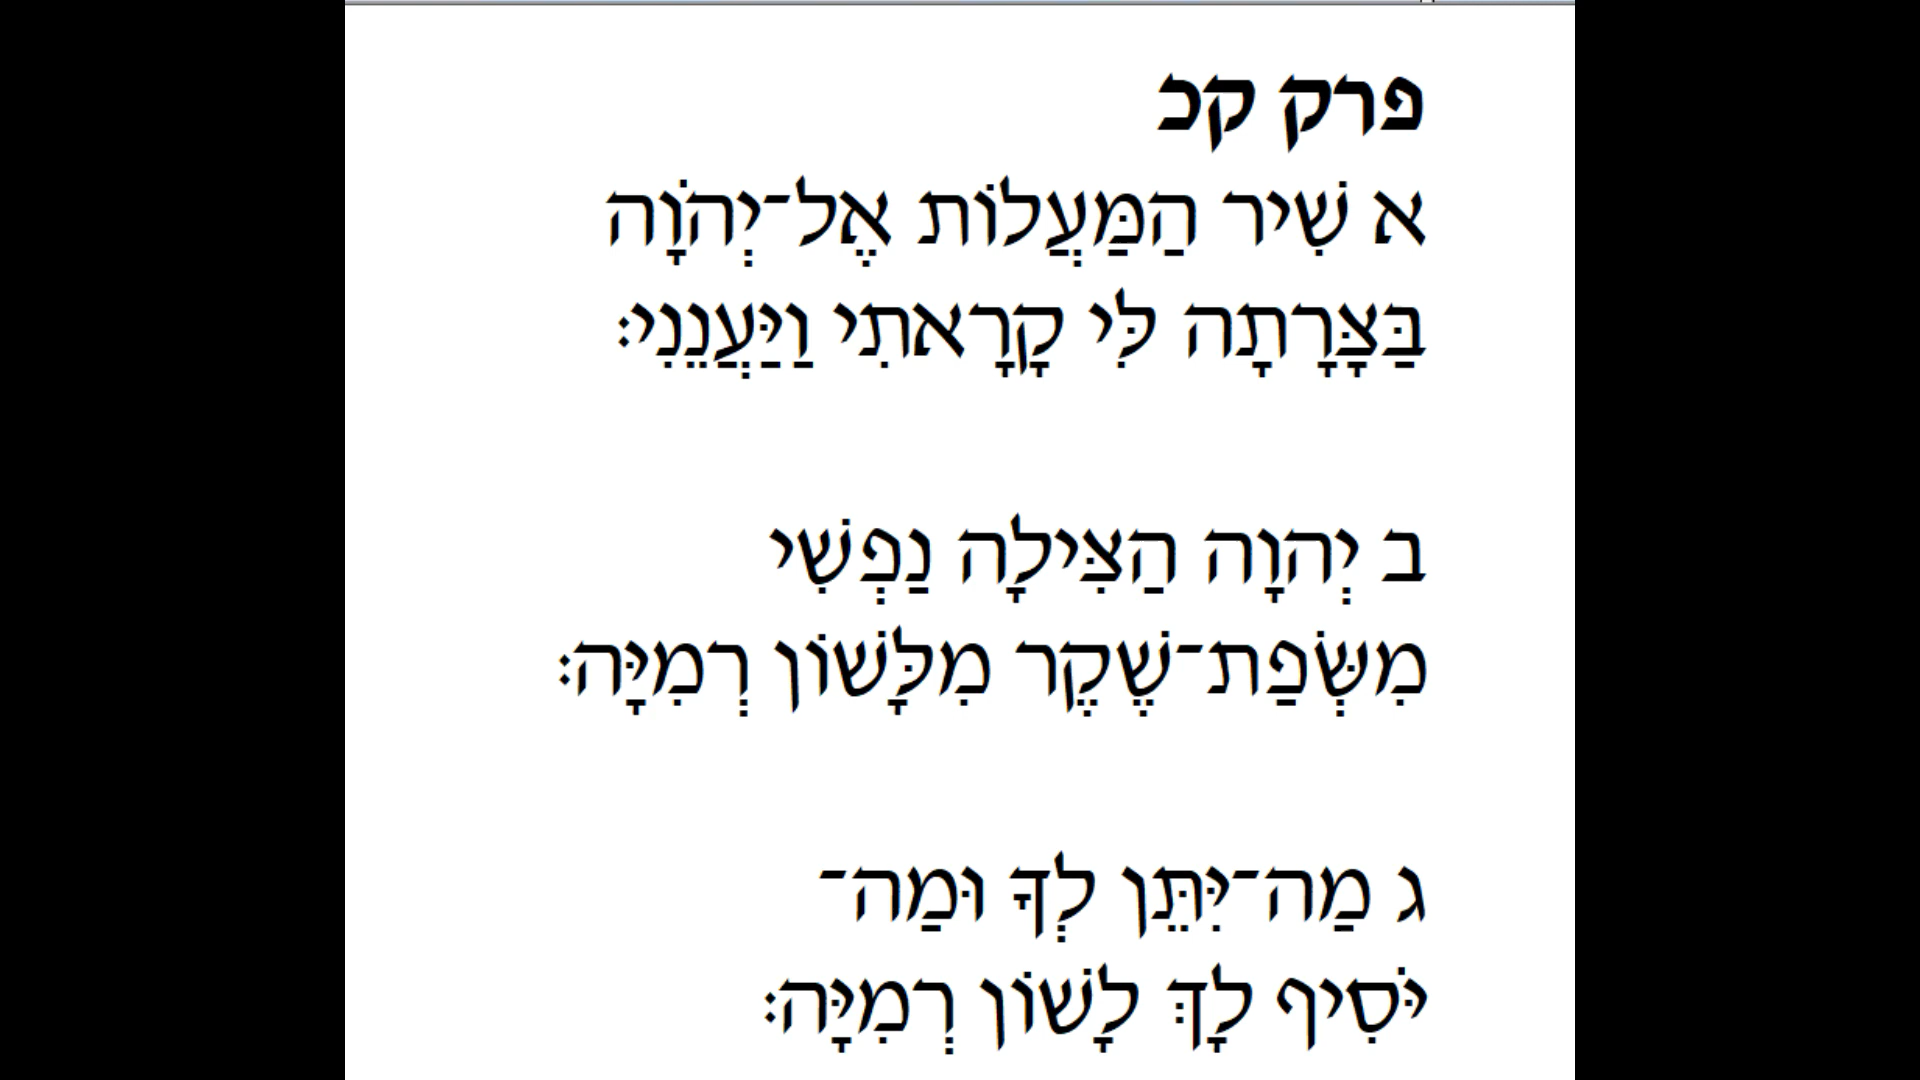 פרק קכ
א שִׁיר הַמַּעֲלוֹת אֶל־יְהֹוָה
בַּצָּרָתָה לִּי קָרָאתִי וַיַּעֲנֵנִי׃
ב יְהוָה הַצִּילָה נַפְשִׁי
מִשְּׂפַת־שֶׁקֶר מִלָּשׁוֹן רְמִיָּה׃
ג מַה־יִּתֵּן לְךָ וּמַה־
יֹּסִיף לָךְ לָשׁוֹן רְמִיָּה׃